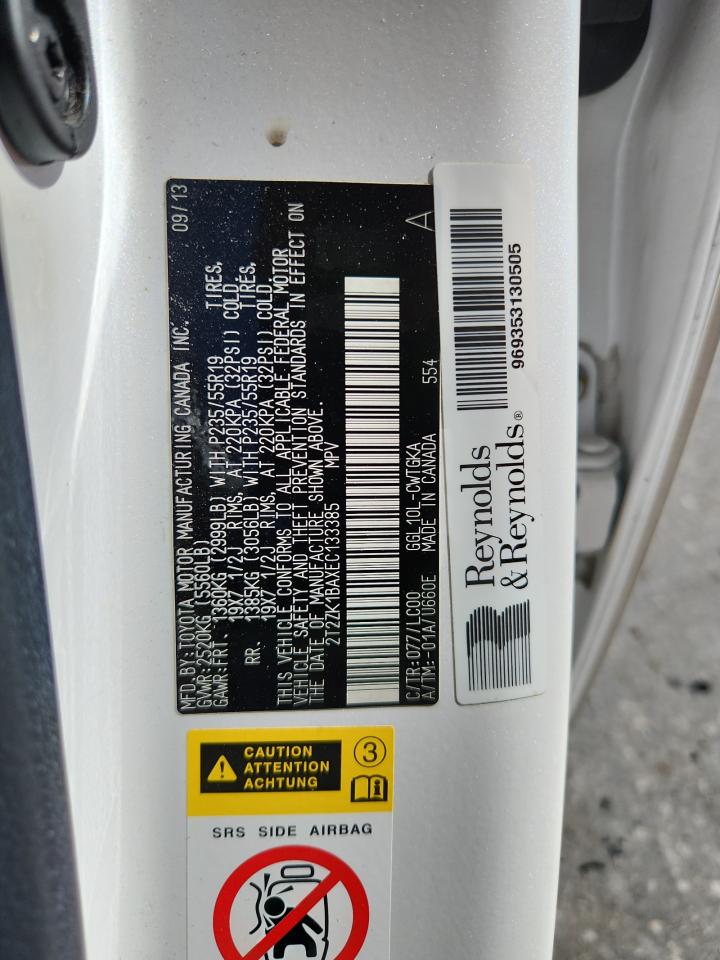 MFD.BY:TOYOTA MOTOR MANUFACTURING CANADA INC. 09/13
GVWR:2520KG (5560LB)
GAWR:FRT. 1360KG (2999LB) WITH P235/55R19 TIRES,
19X7 1/2J RIMS, AT 220KPA (32PSI) COLD.
RR. 1385KG (3056LB) WITH P235/55R19 TIRES,
19X7 1/2J RIMS, AT 220KPA (32PSI) COLD.
THIS VEHICLE CONFORMS TO ALL APPLICABLE FEDERAL MOTOR
VEHICLE SAFETY AND THEFT PREVENTION STANDARDS IN EFFECT ON
THE DATE OF MANUFACTURE SHOWN ABOVE.
2T2ZK1BAXEC133385 MPV
C/TR:077/LC00 GGL10L-CWTGKA 554 A
A/TM:-01A/U660E MADE IN CANADA
Reynolds
& Reynolds®
969353130505
CAUTION
ATTENTION
ACHTUNG
3
SRS SIDE AIRBAG